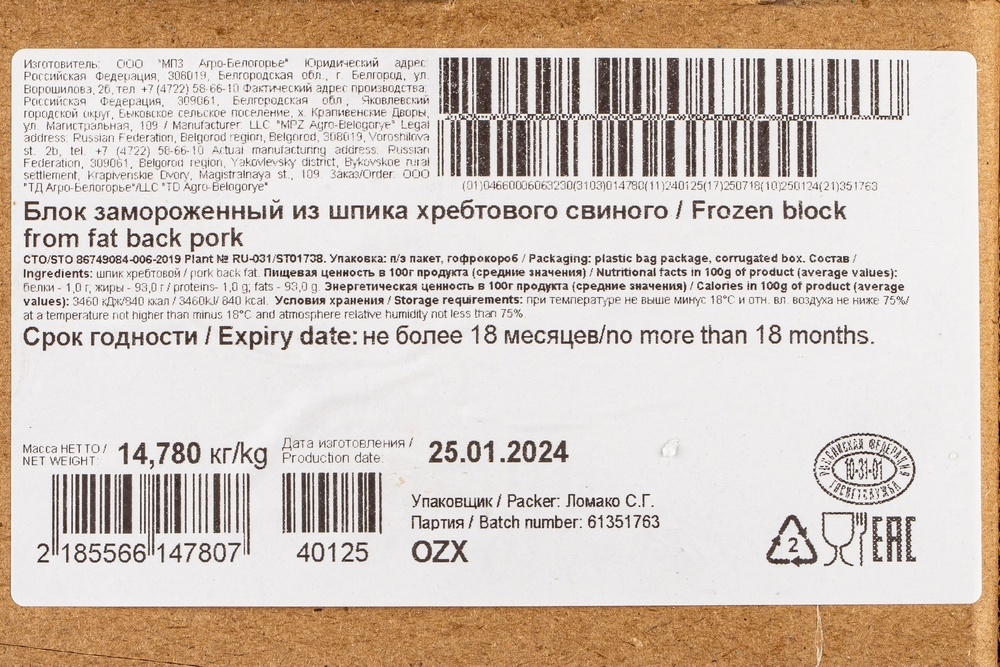 Изготовитель: ООО "МПЗ Агро-Белогорье" Юридический адрес:
Российская Федерация, 308019, Белгородская обл., г. Белгород, ул.
Ворошилова, 2б, тел. +7 (4722) 58-66-10 Фактический адрес производства:
Российская Федерация, 309061, Белгородская обл., Яковлевский
городской округ, Быковское сельское поселение, х. Крапивенские Дворы,
ул. Магистральная, 109 / Manufacturer: LLC "MPZ Agro-Belogorye" Legal
address: Russian Federation, Belgorod region, Belgorod, 308019, Voroshilova
st. 2b, tel. +7 (4722) 58-66-10 Actual manufacturing address: Russian
Federation, 309061, Belgorod region, Yakovlevsky district, Bykovskoe rural
settlement, Krapivenskie Dvory, Magistralnaya st., 109. Заказ/Order: ООО
"ТД Агро-Белогорье"/LLC "TD Agro-Belogorye"
(01)04660006063230(3103)014780(11)240125(17)250718(10)250124(21)351763
Блок замороженный из шпика хребтового свиного / Frozen block
from fat back pork
СТО/STO 86749084-006-2019 Plant № RU-031/ST01738. Упаковка: п/э пакет, гофрокороб / Packaging: plastic bag package, corrugated box. Состав /
Ingredients: шпик хребтовой / pork back fat. Пищевая ценность в 100г продукта (средние значения) / Nutritional facts in 100g of product (average values):
белки - 1,0 г; жиры - 93,0 г / proteins- 1,0 g; fats - 93,0 g. Энергетическая ценность в 100г продукта (средние значения) / Calories in 100g of product (average
values): 3460 кДж/840 ккал / 3460kJ/ 840 kcal. Условия хранения / Storage requirements: при температуре не выше минус 18°С и отн. вл. воздуха не ниже 75%/
at a temperature not higher than minus 18°C and atmosphere relative humidity not less than 75%.
Срок годности / Expiry date: не более 18 месяцев/no more than 18 months.
Масса НЕТТО /
NET WEIGHT: 14,780 кг/kg
Дата изготовления /
Production date: 25.01.2024
2 185566 147807
40125
Упаковщик / Packer: Ломако С.Г.
Партия / Batch number: 61351763
OZX
РОССИЙСКАЯ ФЕДЕРАЦИЯ
10-31-01
ГОСВЕТСЛУЖБА
2
EAC